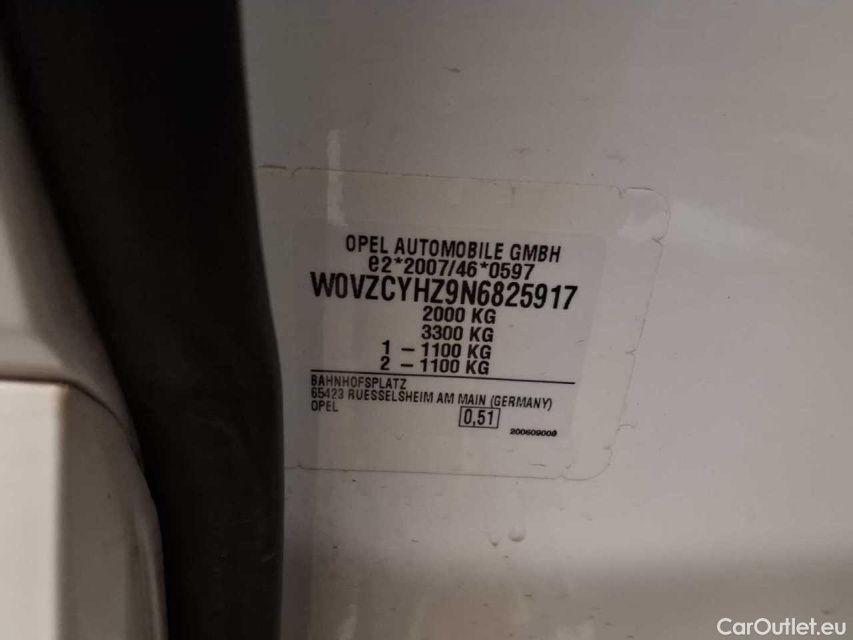 OPEL AUTOMOBILE GMBH
e2*2007/46*0597
W0VZCYHZ9N6825917
2000 KG
3300 KG
1 – 1100 KG
2 – 1100 KG
BAHNHOFSPLATZ
65423 RUESSELSHEIM AM MAIN (GERMANY)
OPEL
0,51
200609009
CarOutlet.eu